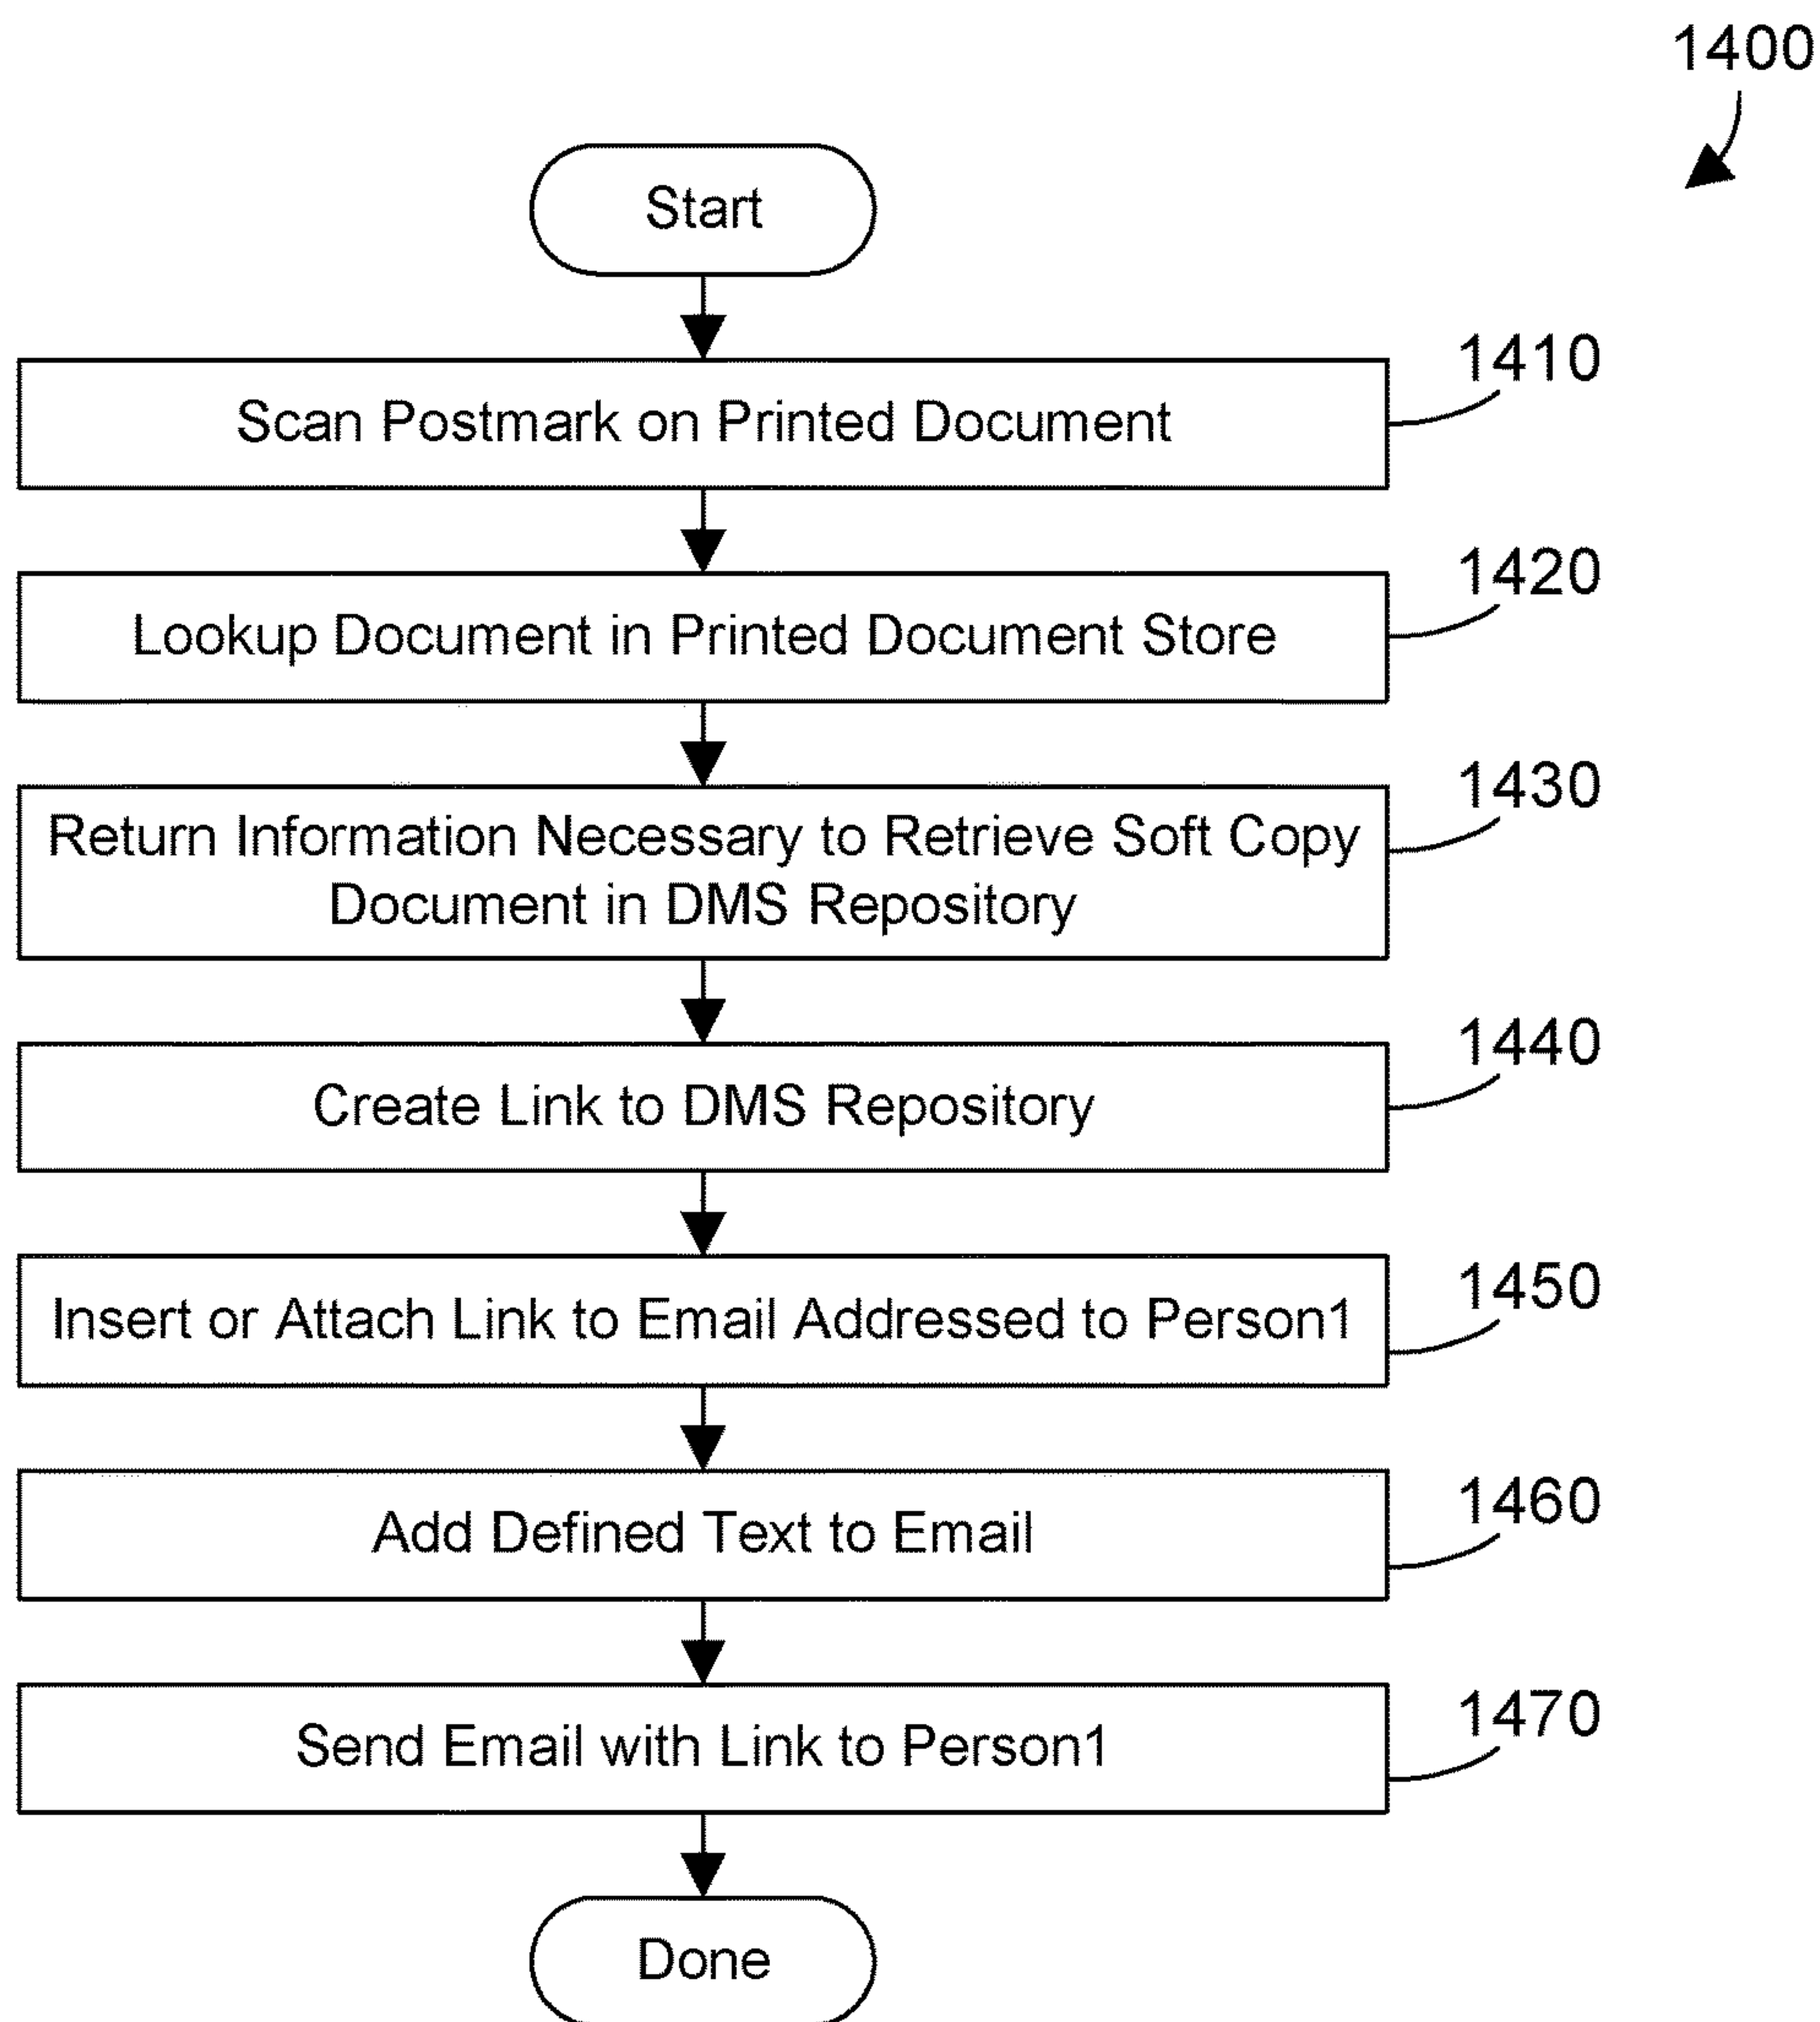 1400
Start
1410
Scan Postmark on Printed Document
1420
Lookup Document in Printed Document Store
1430
Return Information Necessary to Retrieve Soft Copy
Document in DMS Repository
1440
Create Link to DMS Repository
1450
Insert or Attach Link to Email Addressed to Person1
1460
Add Defined Text to Email
1470
Send Email with Link to Person1
Done